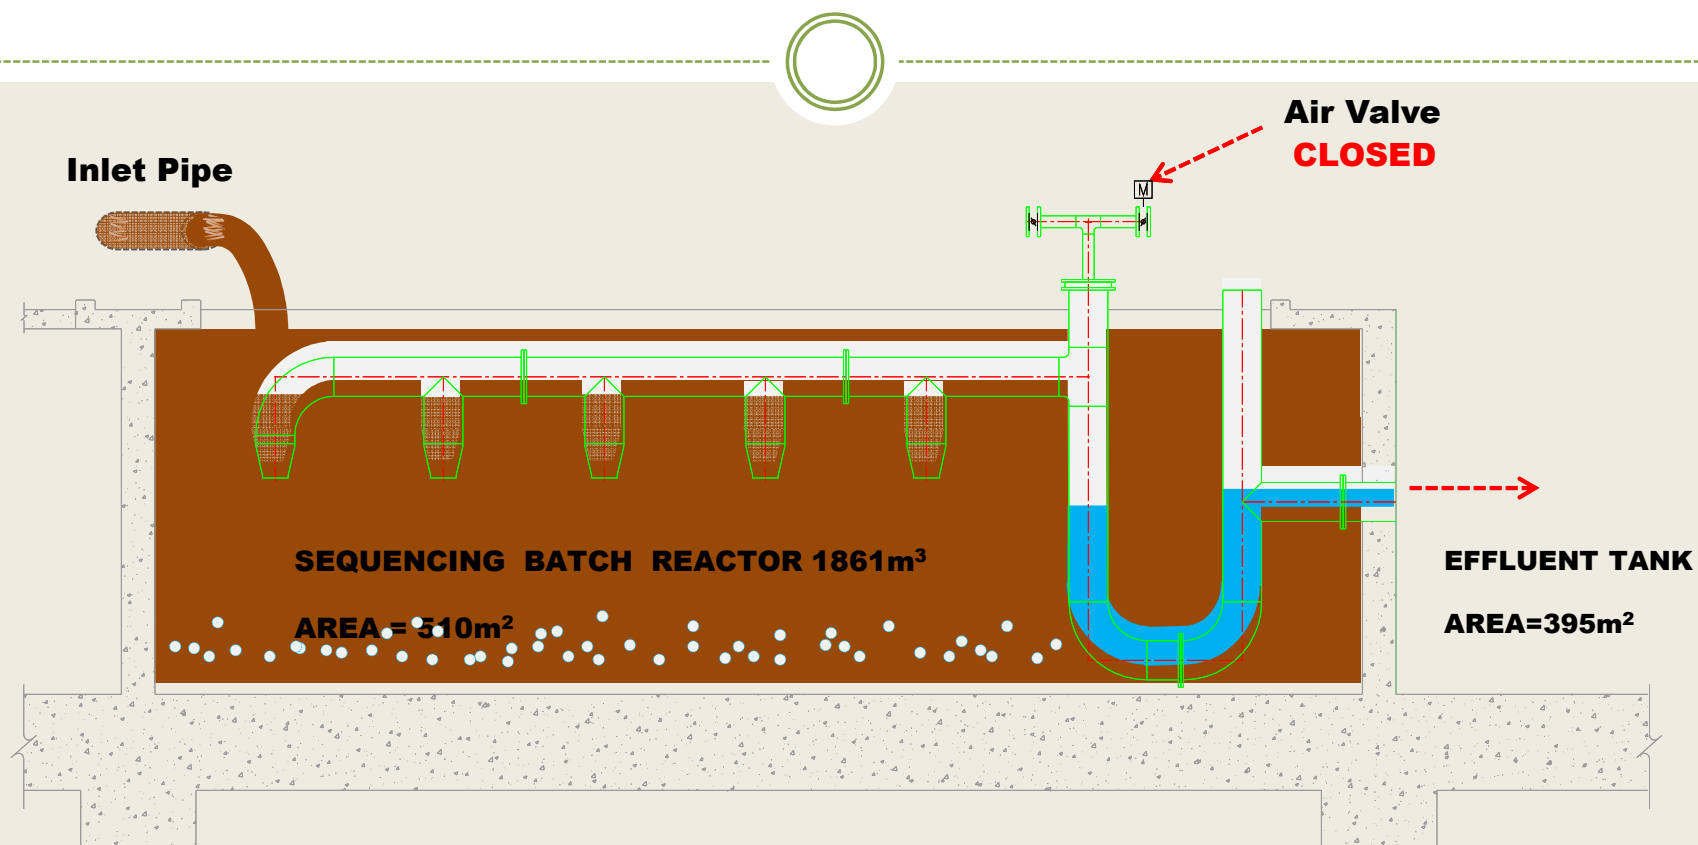 Air Valve
CLOSED
Inlet Pipe
M
SEQUENCING BATCH REACTOR 1861m³
AREA = 510m²
EFFLUENT TANK
AREA=395m²